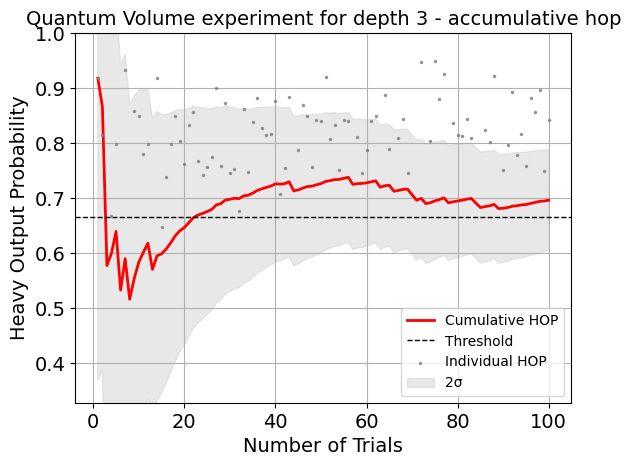 Quantum Volume experiment for depth 3 - accumulative hop
1.0
0.9
0.8
0.7
0.6
0.5
0.4
Heavy Output Probability
Cumulative HOP
Threshold
Individual HOP
2σ
0 20 40 60 80 100
Number of Trials